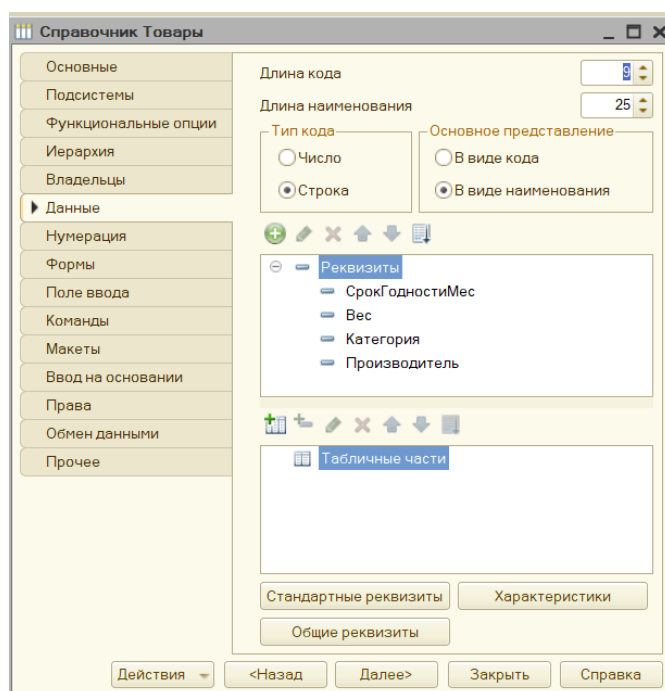 Справочник Товары
Основные
Подсистемы
Функциональные опции
Иерархия
Владельцы
Данные
Нумерация
Формы
Поле ввода
Команды
Макеты
Ввод на основании
Права
Обмен данными
Прочее
Длина кода 9
Длина наименования 25
Тип кода Основное представление
Число В виде кода
Строка В виде наименования
Реквизиты
СрокГодностиМес
Вес
Категория
Производитель
Табличные части
Стандартные реквизиты Характеристики
Общие реквизиты
Действия <Назад Далее> Закрыть Справка